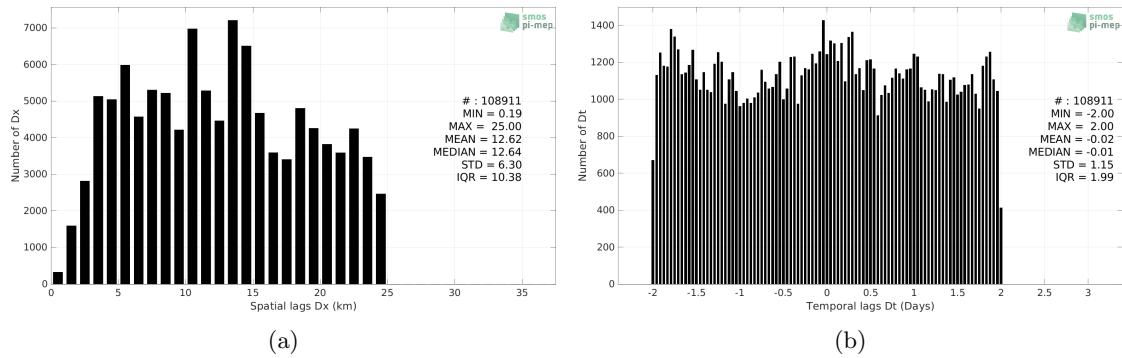 smos
pi-mep
7000
6000
5000
4000
3000
2000
1000
0
Number of Dx
# : 108911
MIN = 0.19
MAX = 25.00
MEAN = 12.62
MEDIAN = 12.64
STD = 6.30
IQR = 10.38
0 5 10 15 20 25 30 35
Spatial lags Dx (km)
(a)
smos
pi-mep
1400
1200
1000
800
600
400
200
0
Number of Dt
# : 108911
MIN = -2.00
MAX = 2.00
MEAN = -0.02
MEDIAN = -0.01
STD = 1.15
IQR = 1.99
-2 -1.5 -1 -0.5 0 0.5 1 1.5 2 2.5 3
Temporal lags Dt (Days)
(b)